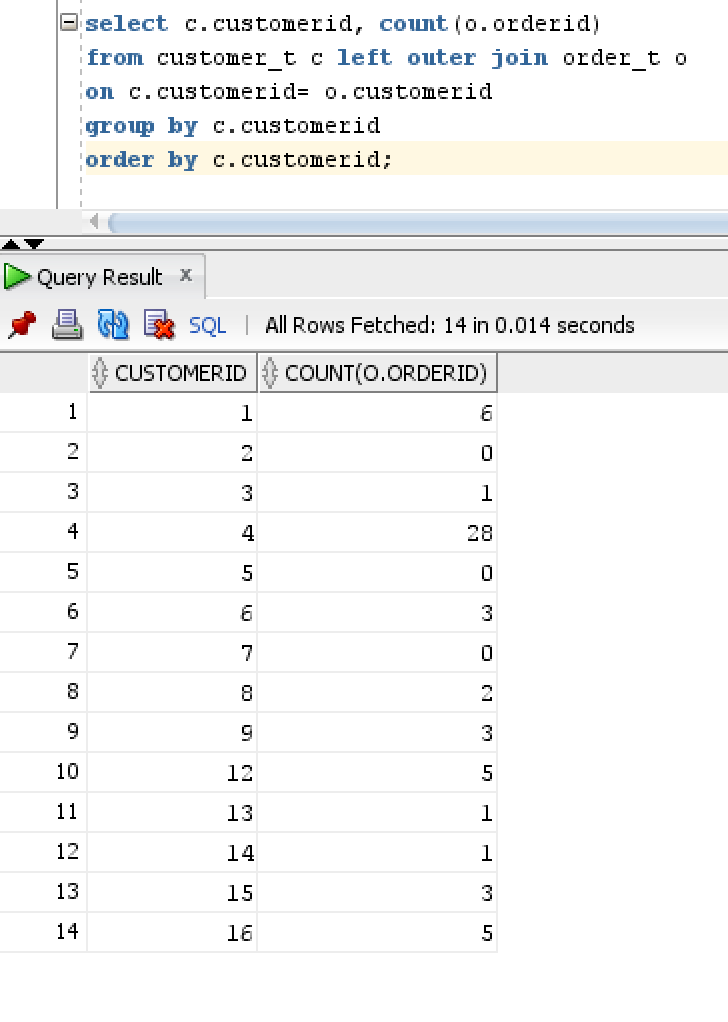 select c.customerid, count(o.orderid)
from customer_t c left outer join order_t o
on c.customerid= o.customerid
group by c.customerid
order by c.customerid;
Query Result x
SQL | All Rows Fetched: 14 in 0.014 seconds
CUSTOMERID COUNT(O.ORDERID)
1 1 6
2 2 0
3 3 1
4 4 28
5 5 0
6 6 3
7 7 0
8 8 2
9 9 3
10 12 5
11 13 1
12 14 1
13 15 3
14 16 5